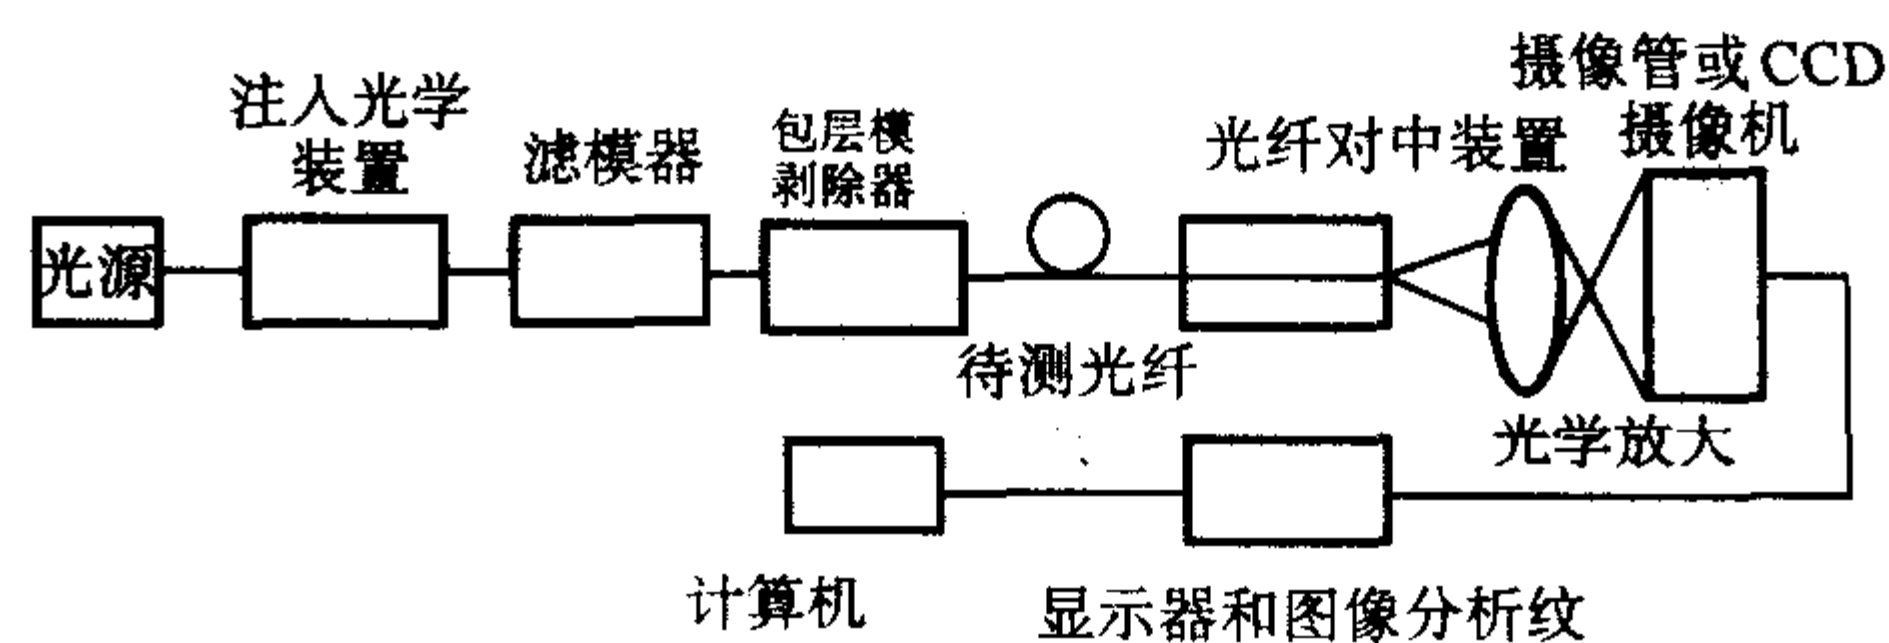 摄像管或CCD
摄像机
注入光学
装置
滤模器
包层模
剥除器
光纤对中装置
光源
待测光纤
光学放大
计算机
显示器和图像分析纹